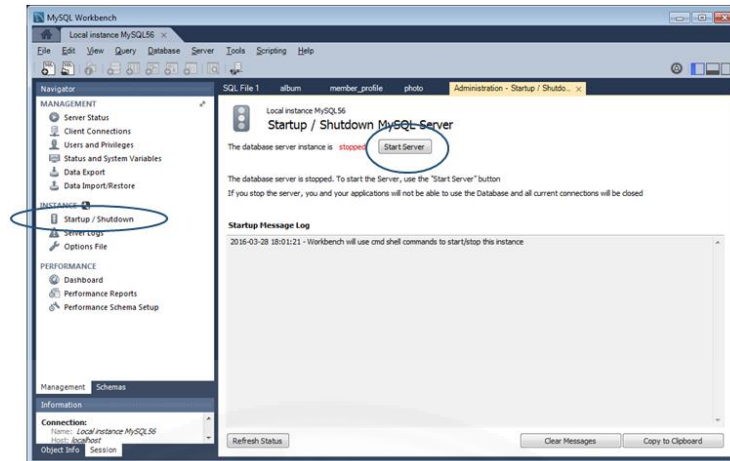 MySQL Workbench
Local instance MySQL56 ×
File Edit View Query Database Server Tools Scripting Help
Navigator
SQL File 1 album member_profile photo Administration - Startup / Shutdo... ×
MANAGEMENT
Server Status
Client Connections
Users and Privileges
Status and System Variables
Data Export
Data Import/Restore
INSTANCE
Startup / Shutdown
Server Logs
Options File
PERFORMANCE
Dashboard
Performance Reports
Performance Schema Setup
Management Schemas
Information
Connection:
Name: Local instance MySQL56
Host: localhost
Object Info Session
Local instance MySQL56
Startup / Shutdown MySQL Server
The database server instance is stopped Start Server
The database server is stopped. To start the Server, use the "Start Server" button
If you stop the server, you and your applications will not be able to use the Database and all current connections will be closed
Startup Message Log
2016-03-28 18:01:21 - Workbench will use cmd shell commands to start/stop this instance
Refresh Status Clear Messages Copy to Clipboard